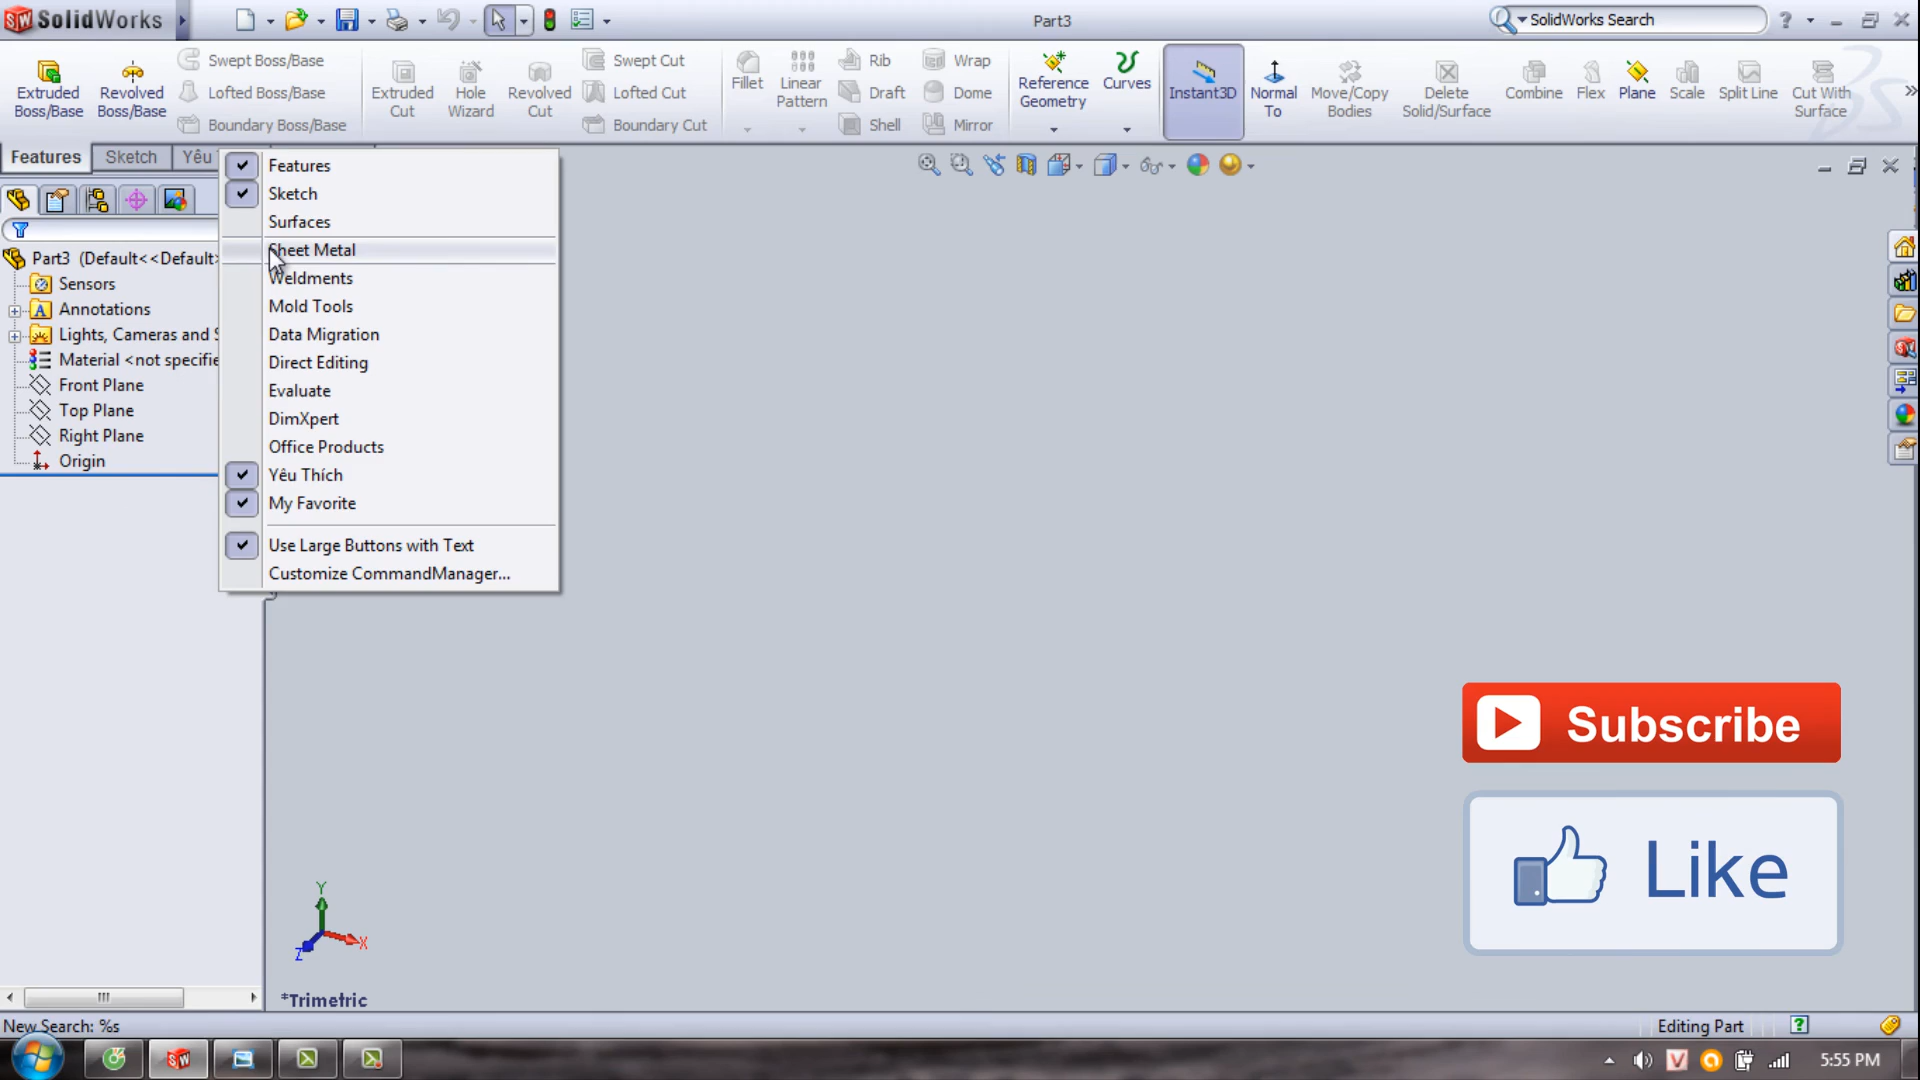 SolidWorks
Part3
SolidWorks Search
Extruded Boss/Base
Revolved Boss/Base
Swept Boss/Base
Lofted Boss/Base
Boundary Boss/Base
Extruded Cut
Hole Wizard
Revolved Cut
Swept Cut
Lofted Cut
Boundary Cut
Fillet
Linear Pattern
Rib
Draft
Shell
Wrap
Dome
Mirror
Reference Geometry
Curves
Instant3D
Normal To
Move/Copy Bodies
Delete Solid/Surface
Combine
Flex
Plane
Scale
Split Line
Cut With Surface
Features
Sketch
Yêu
Features
Sketch
Surfaces
Sheet Metal
Weldments
Mold Tools
Data Migration
Direct Editing
Evaluate
DimXpert
Office Products
Yêu Thích
My Favorite
Use Large Buttons with Text
Customize CommandManager...
Part3 (Default<<Default>
Sensors
Annotations
Lights, Cameras and S
Material <not specifie
Front Plane
Top Plane
Right Plane
Origin
Subscribe
Like
Y
X
Z
*Trimetric
New Search: %s
Editing Part
5:55 PM